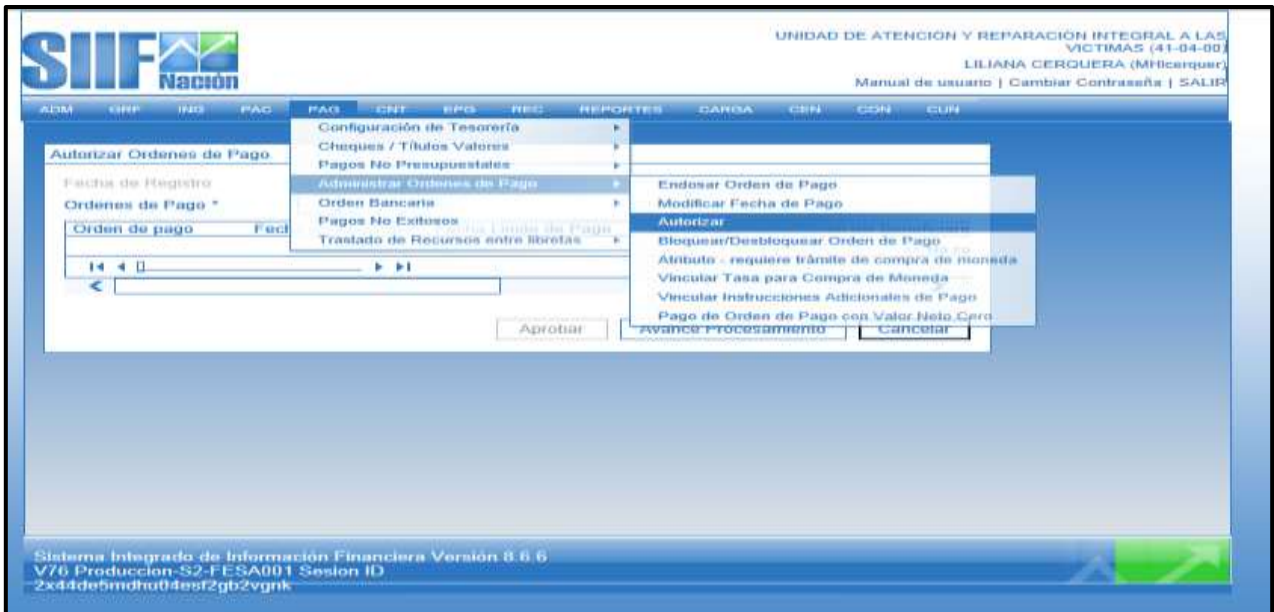 SIIF Nación
UNIDAD DE ATENCIÓN Y REPARACIÓN INTEGRAL A LAS
VICTIMAS (41-04-00)
LILIANA CERQUERA (MHlcerquer)
Manual de usuario | Cambiar Contraseña | SALIR
ADM GRP ING PAC PAG CNT EPG REC REPORTES CARGA CEN CON CUN
Configuración de Tesorería
Cheques / Títulos Valores
Pagos No Presupuestales
Administrar Ordenes de Pago
Orden Bancaria
Pagos No Exitosos
Traslado de Recursos entre libretas
Endosar Orden de Pago
Modificar Fecha de Pago
Autorizar
Bloquear/Desbloquear Orden de Pago
Atributo - requiere trámite de compra de moneda
Vincular Tasa para Compra de Moneda
Vincular Instrucciones Adicionales de Pago
Pago de Orden de Pago con Valor Neto Cero
Autorizar Ordenes de Pago
Fecha de Registro
Ordenes de Pago *
Orden de pago Fech
Aprobar Avance Procesamiento Cancelar
Sistema Integrado de Información Financiera Versión 8.6.6
V76 Produccion-S2-FESA001 Sesion ID
2x44de5mdhu04esf2gb2vgnk